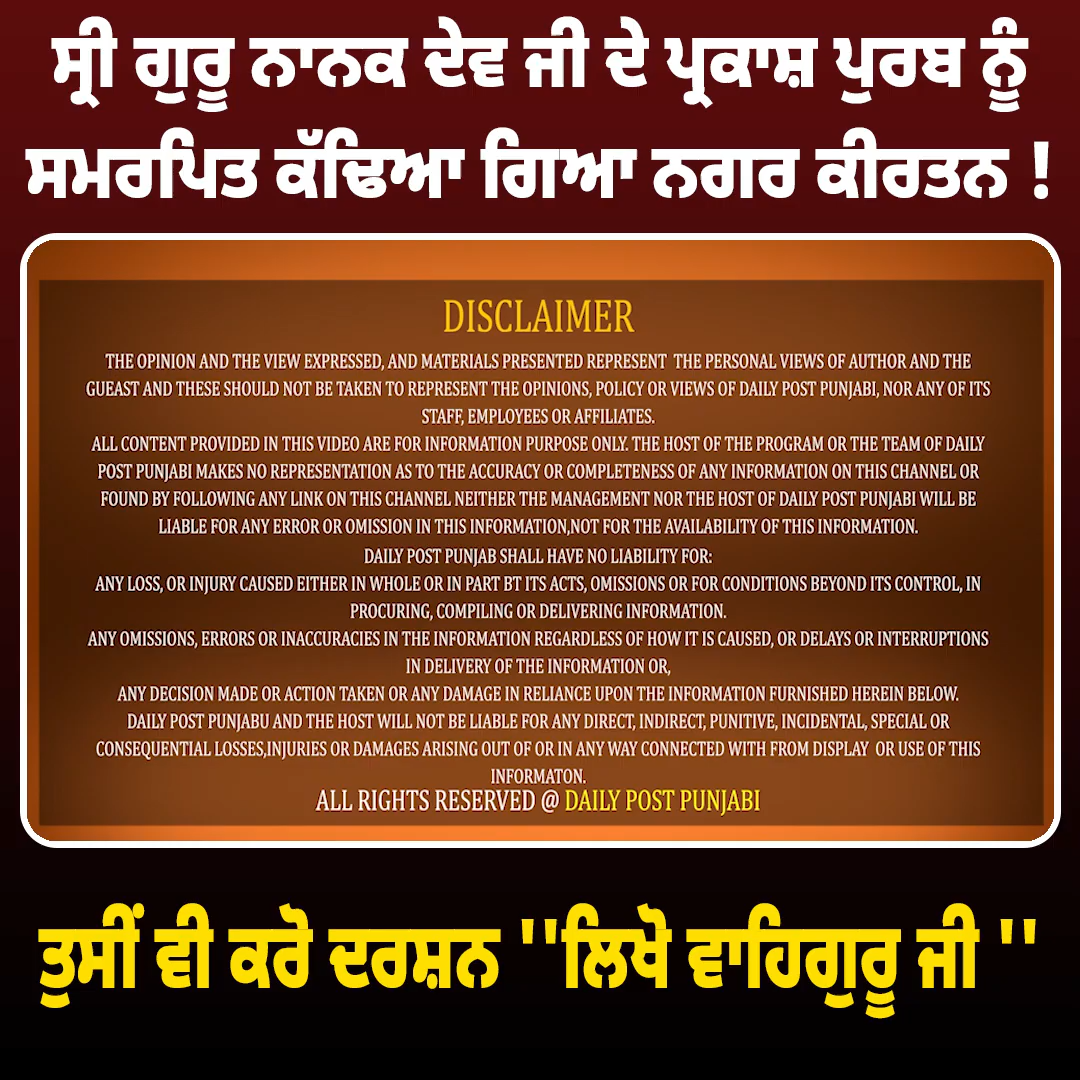 ਸ੍ਰੀ ਗੁਰੂ ਨਾਨਕ ਦੇਵ ਜੀ ਦੇ ਪ੍ਰਕਾਸ਼ ਪੁਰਬ ਨੂੰ
ਸਮਰਪਿਤ ਕੱਢਿਆ ਗਿਆ ਨਗਰ ਕੀਰਤਨ !
DISCLAIMER
THE OPINION AND THE VIEW EXPRESSED, AND MATERIALS PRESENTED REPRESENT THE PERSONAL VIEWS OF AUTHOR AND THE
GUEAST AND THESE SHOULD NOT BE TAKEN TO REPRESENT THE OPINIONS, POLICY OR VIEWS OF DAILY POST PUNJABI, NOR ANY OF ITS
STAFF, EMPLOYEES OR AFFILIATES.
ALL CONTENT PROVIDED IN THIS VIDEO ARE FOR INFORMATION PURPOSE ONLY. THE HOST OF THE PROGRAM OR THE TEAM OF DAILY
POST PUNJABI MAKES NO REPRESENTATION AS TO THE ACCURACY OR COMPLETENESS OF ANY INFORMATION ON THIS CHANNEL OR
FOUND BY FOLLOWING ANY LINK ON THIS CHANNEL NEITHER THE MANAGEMENT NOR THE HOST OF DAILY POST PUNJABI WILL BE
LIABLE FOR ANY ERROR OR OMISSION IN THIS INFORMATION,NOT FOR THE AVAILABILITY OF THIS INFORMATION.
DAILY POST PUNJAB SHALL HAVE NO LIABILITY FOR:
ANY LOSS, OR INJURY CAUSED EITHER IN WHOLE OR IN PART BT ITS ACTS, OMISSIONS OR FOR CONDITIONS BEYOND ITS CONTROL, IN
PROCURING, COMPILING OR DELIVERING INFORMATION.
ANY OMISSIONS, ERRORS OR INACCURACIES IN THE INFORMATION REGARDLESS OF HOW IT IS CAUSED, OR DELAYS OR INTERRUPTIONS
IN DELIVERY OF THE INFORMATION OR,
ANY DECISION MADE OR ACTION TAKEN OR ANY DAMAGE IN RELIANCE UPON THE INFORMATION FURNISHED HEREIN BELOW.
DAILY POST PUNJABU AND THE HOST WILL NOT BE LIABLE FOR ANY DIRECT, INDIRECT, PUNITIVE, INCIDENTAL, SPECIAL OR
CONSEQUENTIAL LOSSES,INJURIES OR DAMAGES ARISING OUT OF OR IN ANY WAY CONNECTED WITH FROM DISPLAY OR USE OF THIS
INFORMATON.
ALL RIGHTS RESERVED @ DAILY POST PUNJABI
ਤੁਸੀਂ ਵੀ ਕਰੋ ਦਰਸ਼ਨ "ਲਿਖੋ ਵਾਹਿਗੁਰੂ ਜੀ "